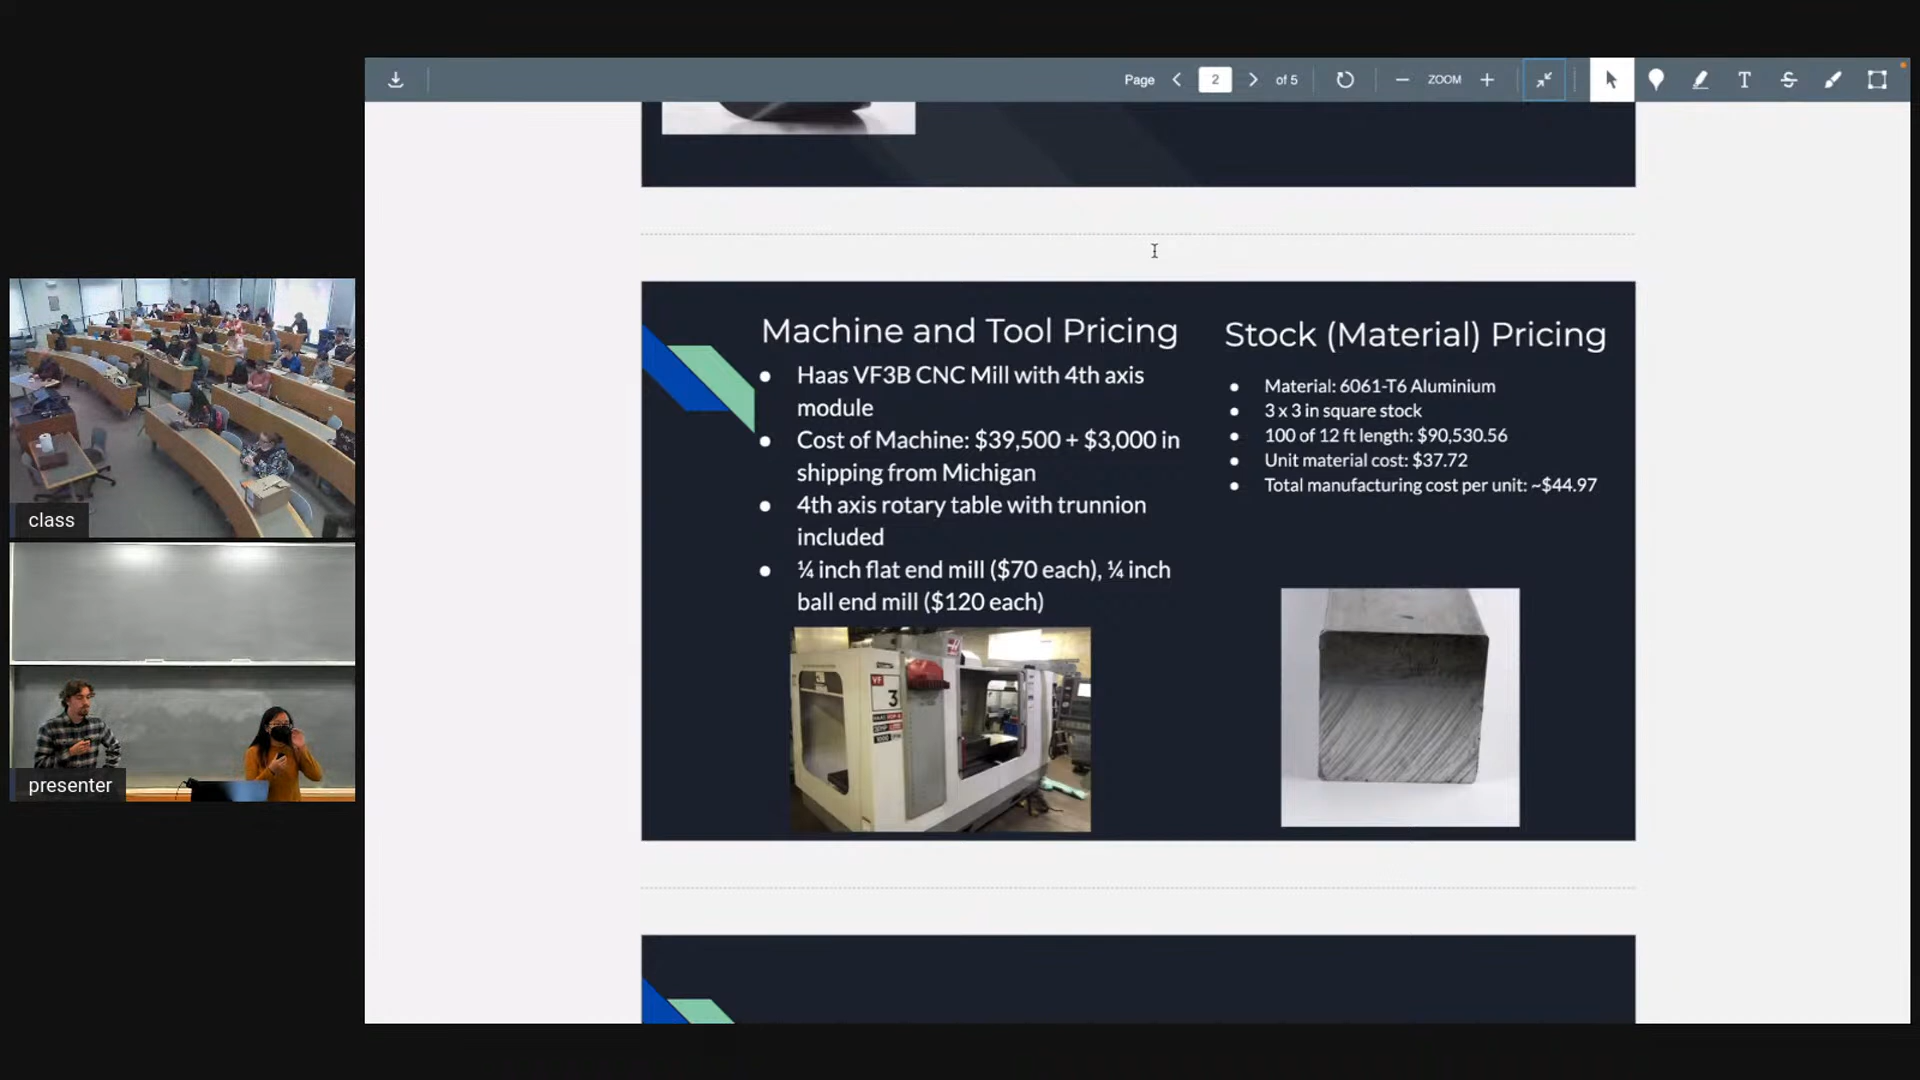 Page 2 of 5 ZOOM
Machine and Tool Pricing
Haas VF3B CNC Mill with 4th axis
module
Cost of Machine: $39,500 + $3,000 in
shipping from Michigan
4th axis rotary table with trunnion
included
¼ inch flat end mill ($70 each), ¼ inch
ball end mill ($120 each)
VF
3
Stock (Material) Pricing
Material: 6061-T6 Aluminium
3 x 3 in square stock
100 of 12 ft length: $90,530.56
Unit material cost: $37.72
Total manufacturing cost per unit: ~$44.97
class
presenter